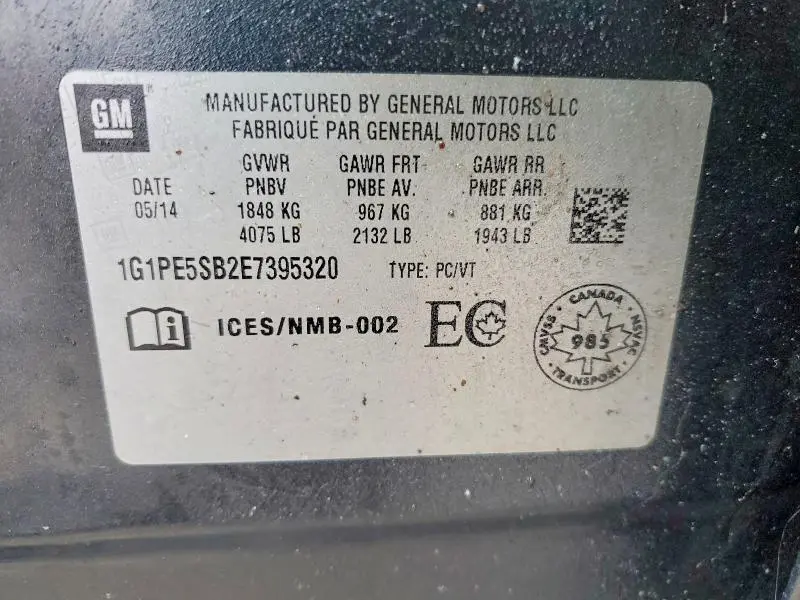 GM
MANUFACTURED BY GENERAL MOTORS LLC
FABRIQUÉ PAR GENERAL MOTORS LLC
GVWR GAWR FRT GAWR RR
DATE PNBV PNBE AV. PNBE ARR.
05/14 1848 KG 967 KG 881 KG
4075 LB 2132 LB 1943 LB
1G1PE5SB2E7395320 TYPE: PC/VT
i ICES/NMB-002 EC
CANADA
CMVSS 985 NSVAC
TRANSPORT